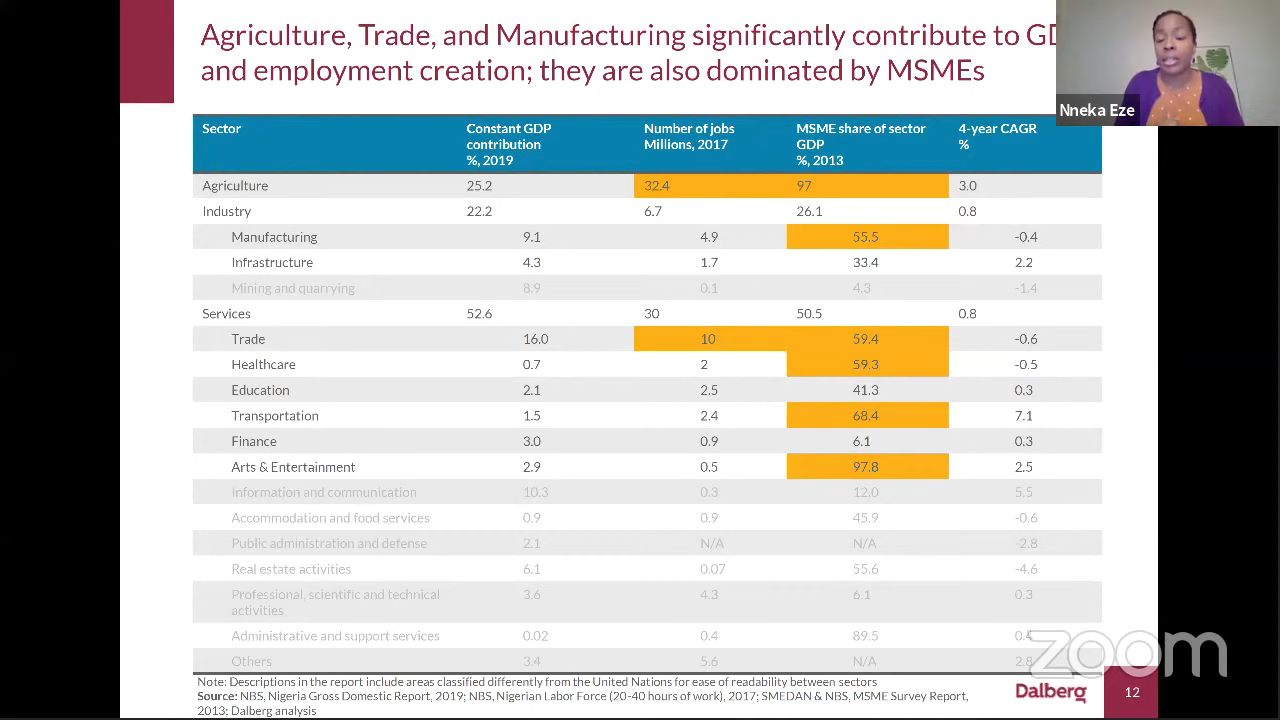 Agriculture, Trade, and Manufacturing significantly contribute to
and employment creation; they are also dominated by MSMEs
Nneka Eze
Sector Constant GDP contribution %, 2019 Number of jobs Millions, 2017 MSME share of sector GDP %, 2013 4-year CAGR %
Agriculture 25.2 32.4 97 3.0
Industry 22.2 6.7 26.1 0.8
Manufacturing 9.1 4.9 55.5 -0.4
Infrastructure 4.3 1.7 33.4 2.2
Mining and quarrying 8.9 0.1 4.3 -1.4
Services 52.6 30 50.5 0.8
Trade 16.0 10 59.4 -0.6
Healthcare 0.7 2 59.3 -0.5
Education 2.1 2.5 41.3 0.3
Transportation 1.5 2.4 68.4 7.1
Finance 3.0 0.9 6.1 0.3
Arts & Entertainment 2.9 0.5 97.8 2.5
Information and communication 10.3 0.3 12.0 5.5
Accommodation and food services 0.9 0.9 45.9 -0.6
Public administration and defense 2.1 N/A N/A -2.8
Real estate activities 6.1 0.07 55.6 -4.6
Professional, scientific and technical 3.6 4.3 6.1 0.3
activities
Administrative and support services 0.02 0.4 89.5 0.4
Others 3.4 5.6 N/A 2.8
zoom
Note: Descriptions in the report include areas classified differently from the United Nations for ease of readability between sectors
Source: NBS, Nigeria Gross Domestic Report, 2019; NBS, Nigerian Labor Force (20-40 hours of work), 2017; SMEDAN & NBS, MSME Survey Report,
2013; Dalberg analysis
Dalberg 12